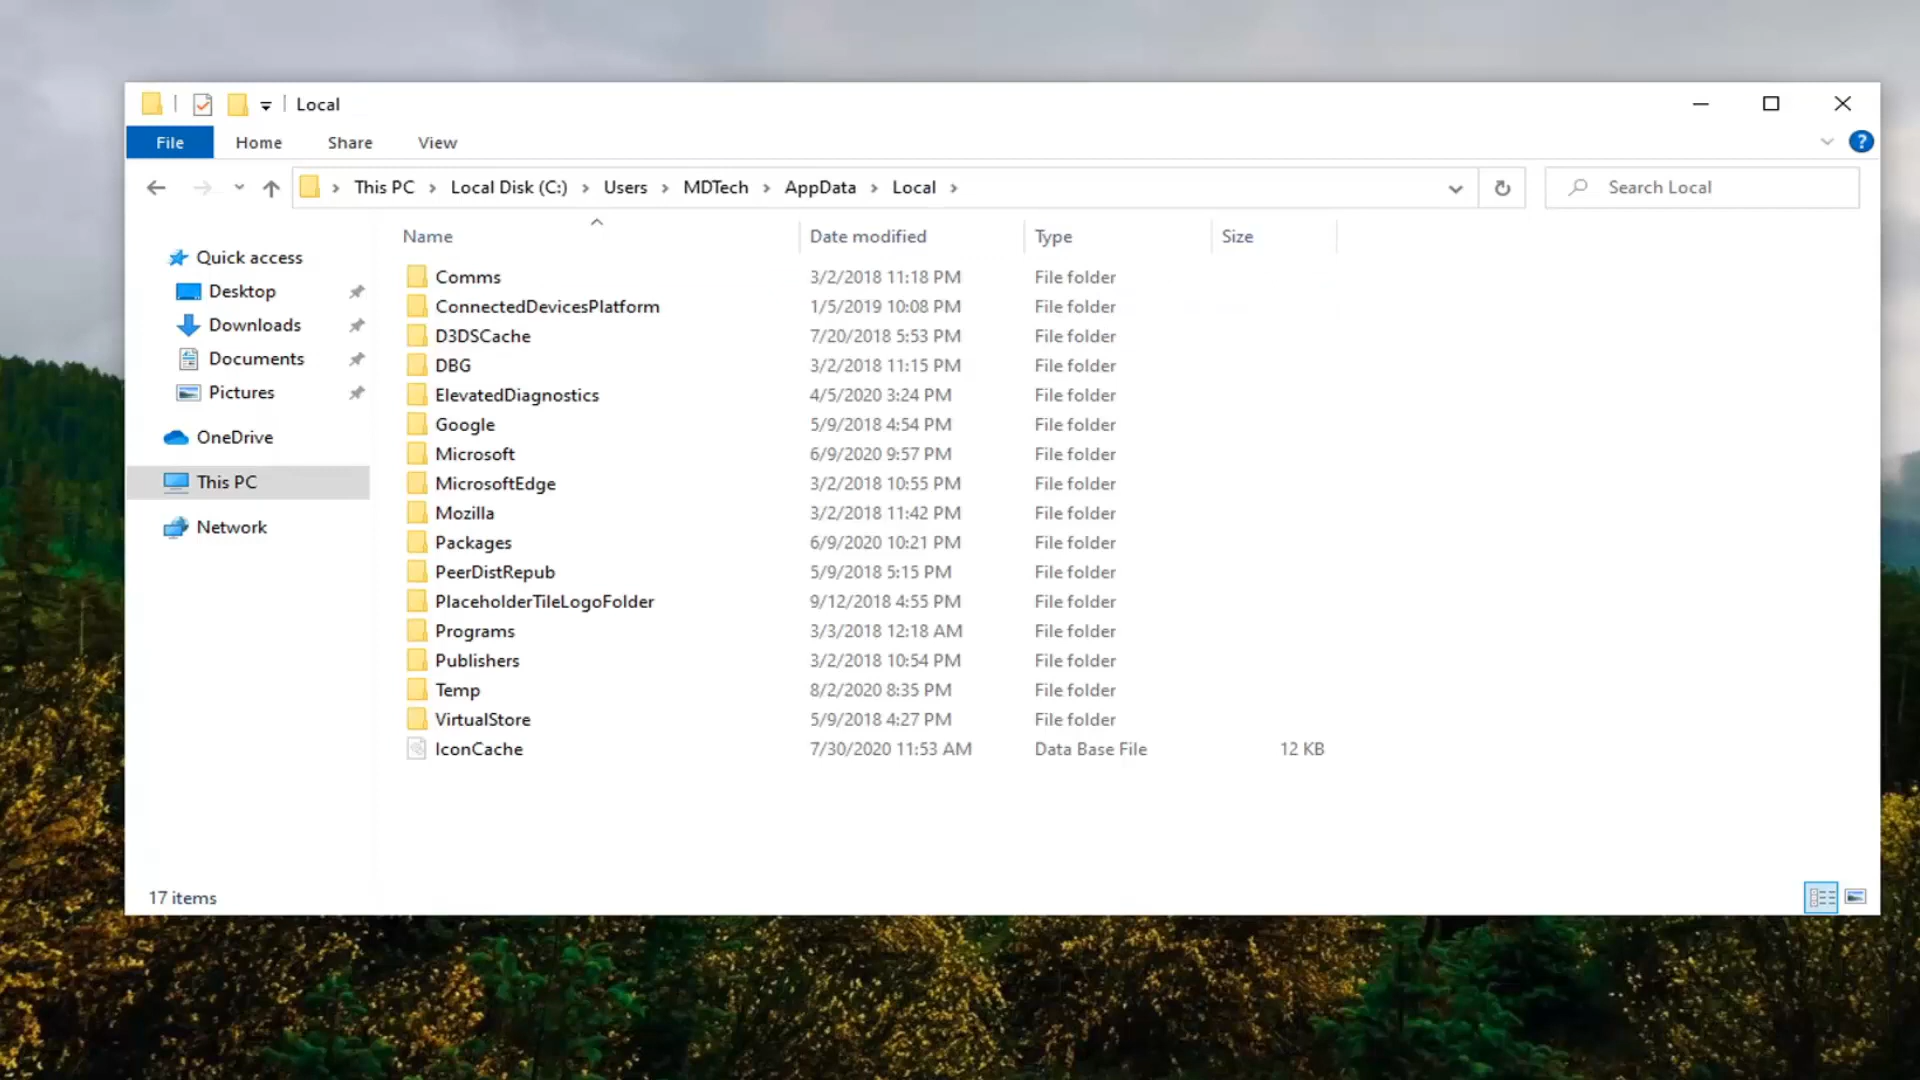 Local
File Home Share View
This PC Local Disk (C:) Users MDTech AppData Local
Search Local
Name Date modified Type Size
Quick access
Desktop
Downloads
Documents
Pictures
OneDrive
This PC
Network
Comms 3/2/2018 11:18 PM File folder
ConnectedDevicesPlatform 1/5/2019 10:08 PM File folder
D3DSCache 7/20/2018 5:53 PM File folder
DBG 3/2/2018 11:15 PM File folder
ElevatedDiagnostics 4/5/2020 3:24 PM File folder
Google 5/9/2018 4:54 PM File folder
Microsoft 6/9/2020 9:57 PM File folder
MicrosoftEdge 3/2/2018 10:55 PM File folder
Mozilla 3/2/2018 11:42 PM File folder
Packages 6/9/2020 10:21 PM File folder
PeerDistRepub 5/9/2018 5:15 PM File folder
PlaceholderTileLogoFolder 9/12/2018 4:55 PM File folder
Programs 3/3/2018 12:18 AM File folder
Publishers 3/2/2018 10:54 PM File folder
Temp 8/2/2020 8:35 PM File folder
VirtualStore 5/9/2018 4:27 PM File folder
IconCache 7/30/2020 11:53 AM Data Base File 12 KB
17 items